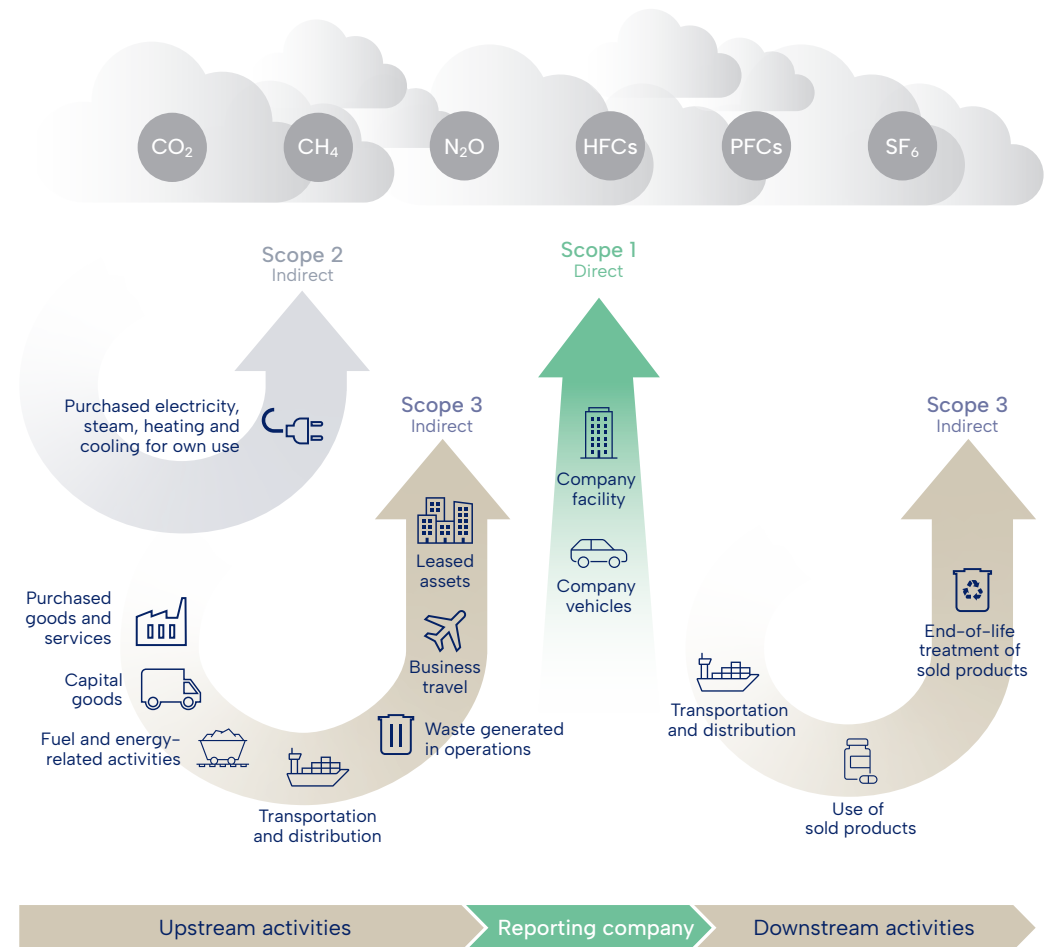 CO₂
CH₄
N₂O
HFCs
PFCs
SF₆
Scope 2
Indirect
Scope 1
Direct
Purchased electricity,
steam, heating and
cooling for own use
Scope 3
Indirect
Scope 3
Indirect
Company
facility
Leased
assets
Company
vehicles
Purchased
goods and
services
End-of-life
treatment of
sold products
Business
travel
Capital
goods
Transportation
and distribution
Waste generated
in operations
Fuel and energy-
related activities
Transportation
and distribution
Use of
sold products
Upstream activities
Reporting company
Downstream activities